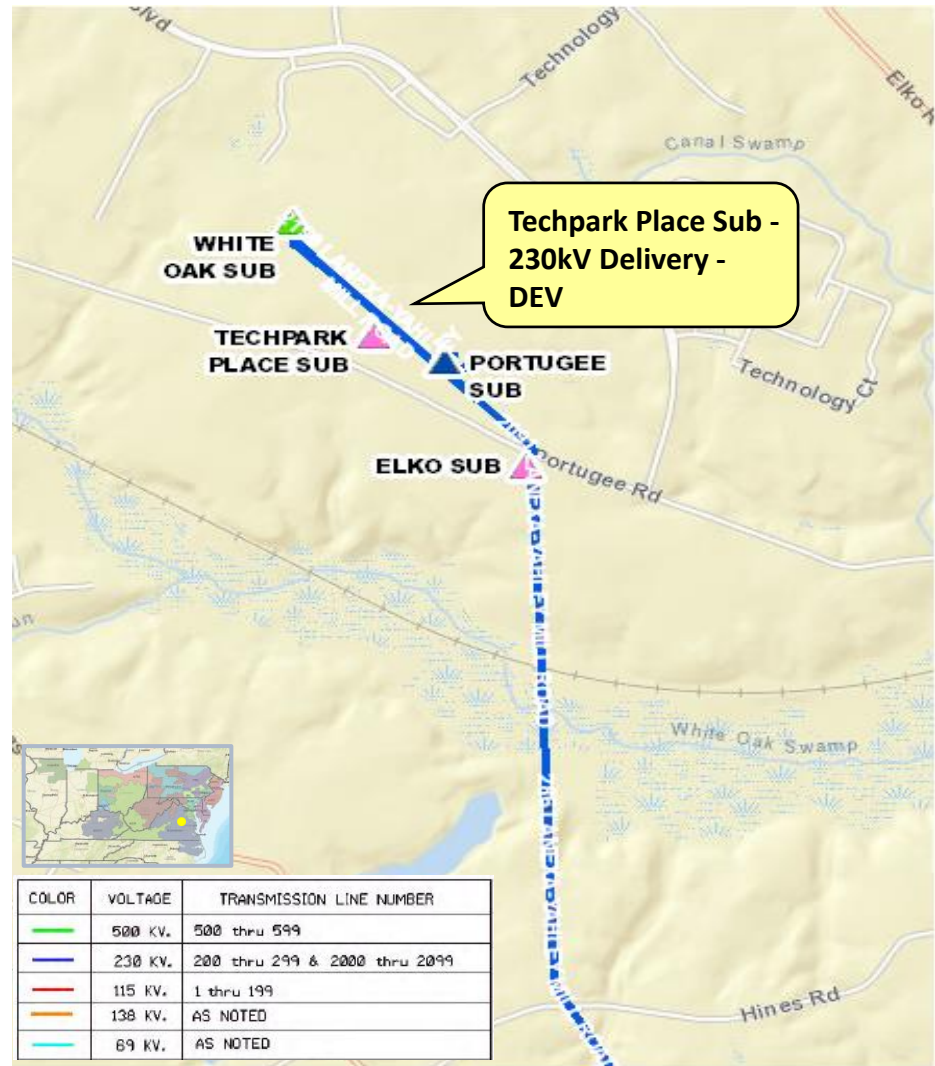 Blvd
Technology
Elko R
Canal Swamp
Techpark Place Sub -
230kV Delivery -
DEV
WHITE
OAK SUB
TECHPARK
PLACE SUB
PORTUGEE
SUB
Technology Ct
ELKO SUB
Portugee Rd
White Oak Swamp
Hines Rd
COLOR VOLTAGE TRANSMISSION LINE NUMBER
500 KV. 500 thru 599
230 KV. 200 thru 299 & 2000 thru 2099
115 KV. 1 thru 199
138 KV. AS NOTED
69 KV. AS NOTED